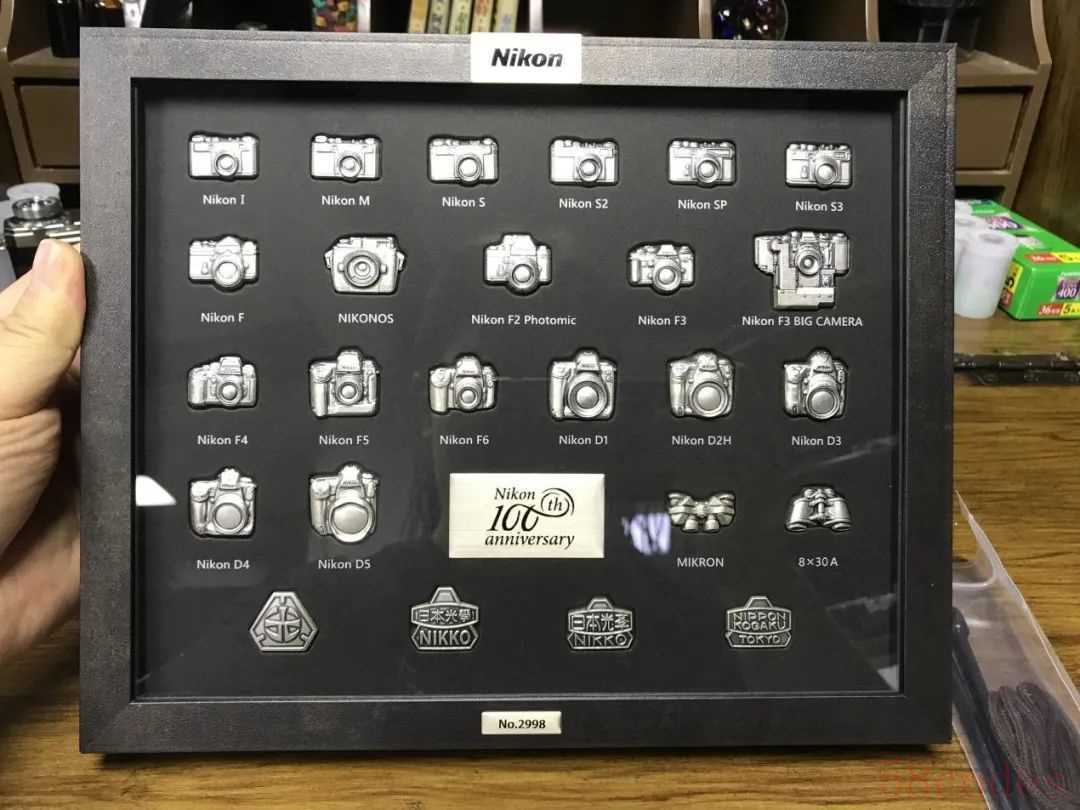 Nikon
Nikon I
Nikon M
Nikon S
Nikon S2
Nikon SP
Nikon S3
Nikon F
NIKONOS
Nikon F2 Photomic
Nikon F3
Nikon F3 BIG CAMERA
Nikon F4
Nikon F5
Nikon F6
Nikon D1
Nikon D2H
Nikon D3
Nikon D4
Nikon D5
Nikon
100th
anniversary
MIKRON
8×30A
日本光學
NIKKO
日本光學
NIKKO
NIPPON
KOGAKU
TOKYO
No.2998
400
36